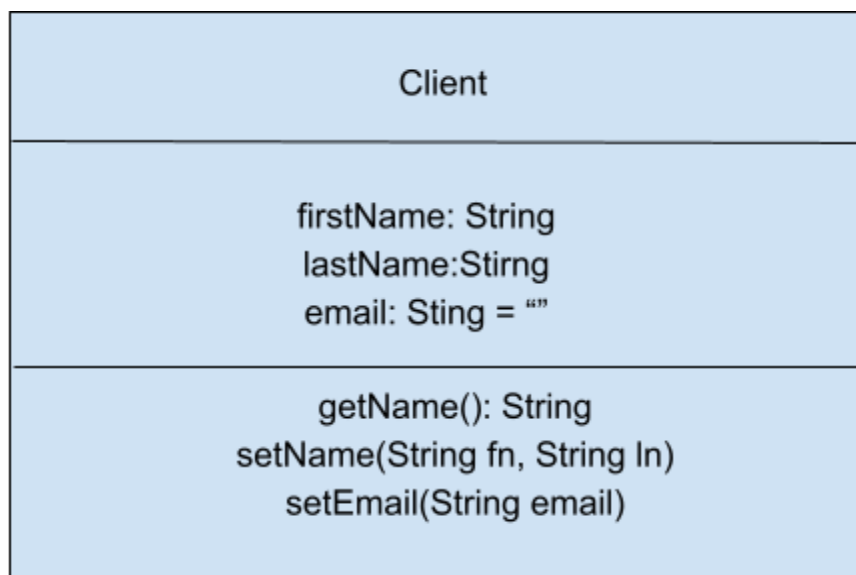 Client
firstName: String
lastName:Stirng
email: Sting = “”
getName(): String
setName(String fn, String ln)
setEmail(String email)